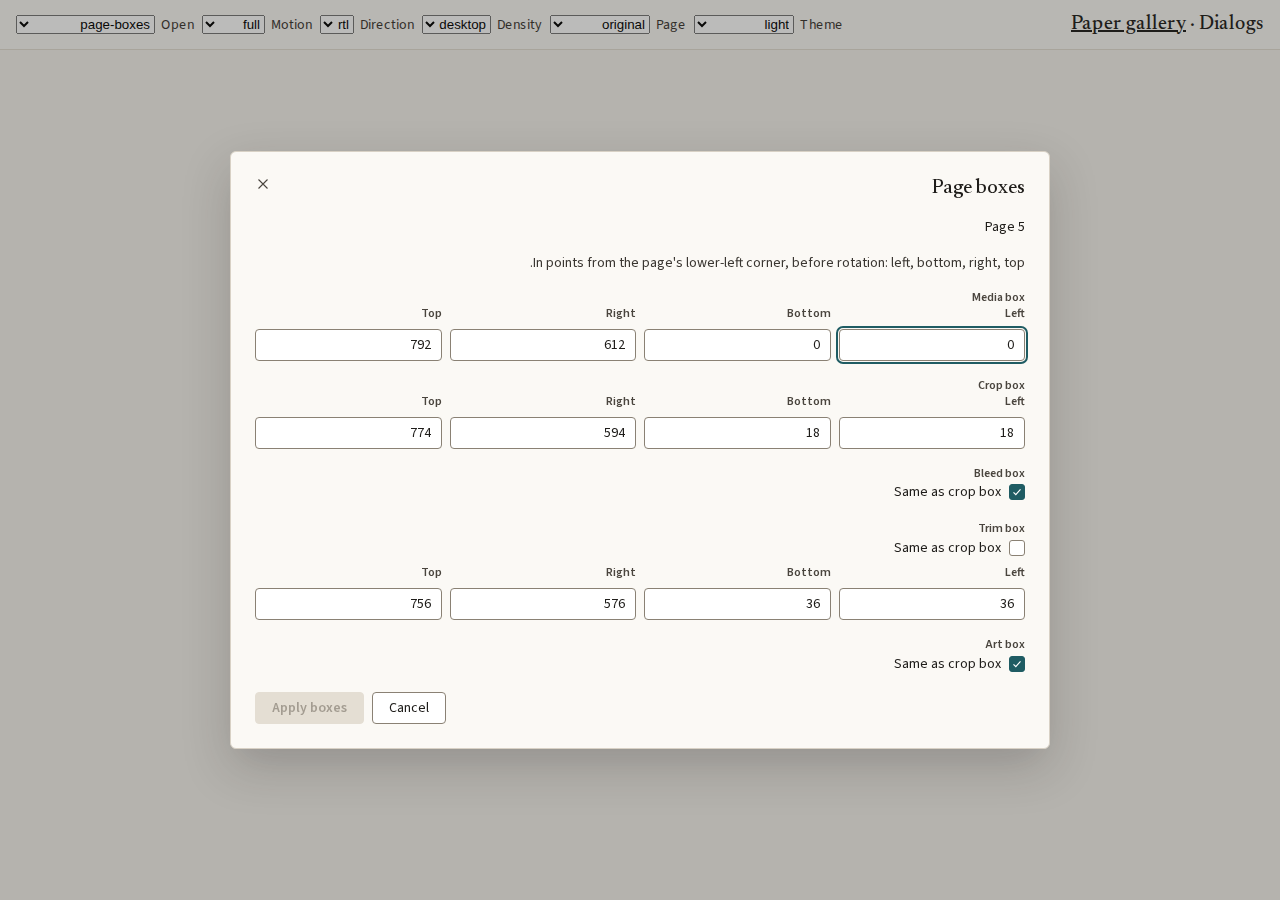 Paper gallery · Dialogs
Theme light Page original Density desktop Direction rtl Motion full Open page-boxes
Page boxes
Page 5
.In points from the page's lower-left corner, before rotation: left, bottom, right, top
Media box
Left Bottom Right Top
0 0 612 792
Crop box
Left Bottom Right Top
18 18 594 774
Bleed box
Same as crop box
Trim box
Same as crop box
Left Bottom Right Top
36 36 576 756
Art box
Same as crop box
Cancel Apply boxes